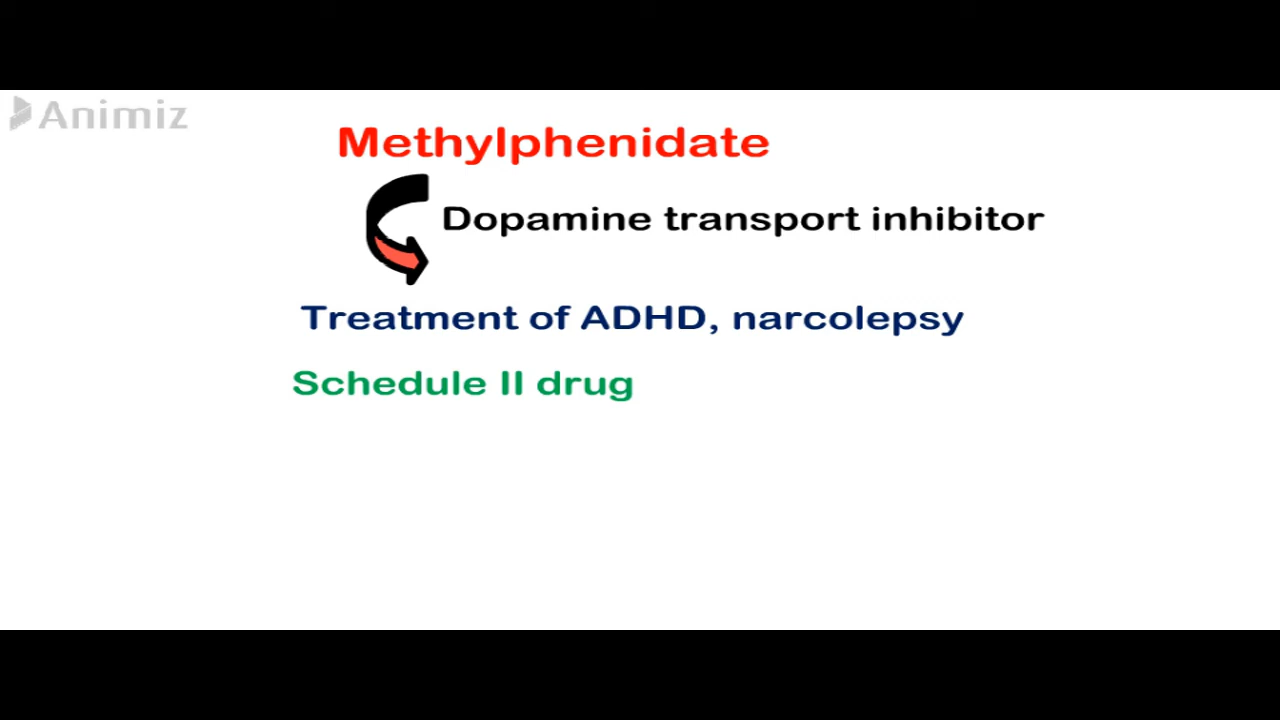 Animiz
Methylphenidate
Dopamine transport inhibitor
Treatment of ADHD, narcolepsy
Schedule II drug